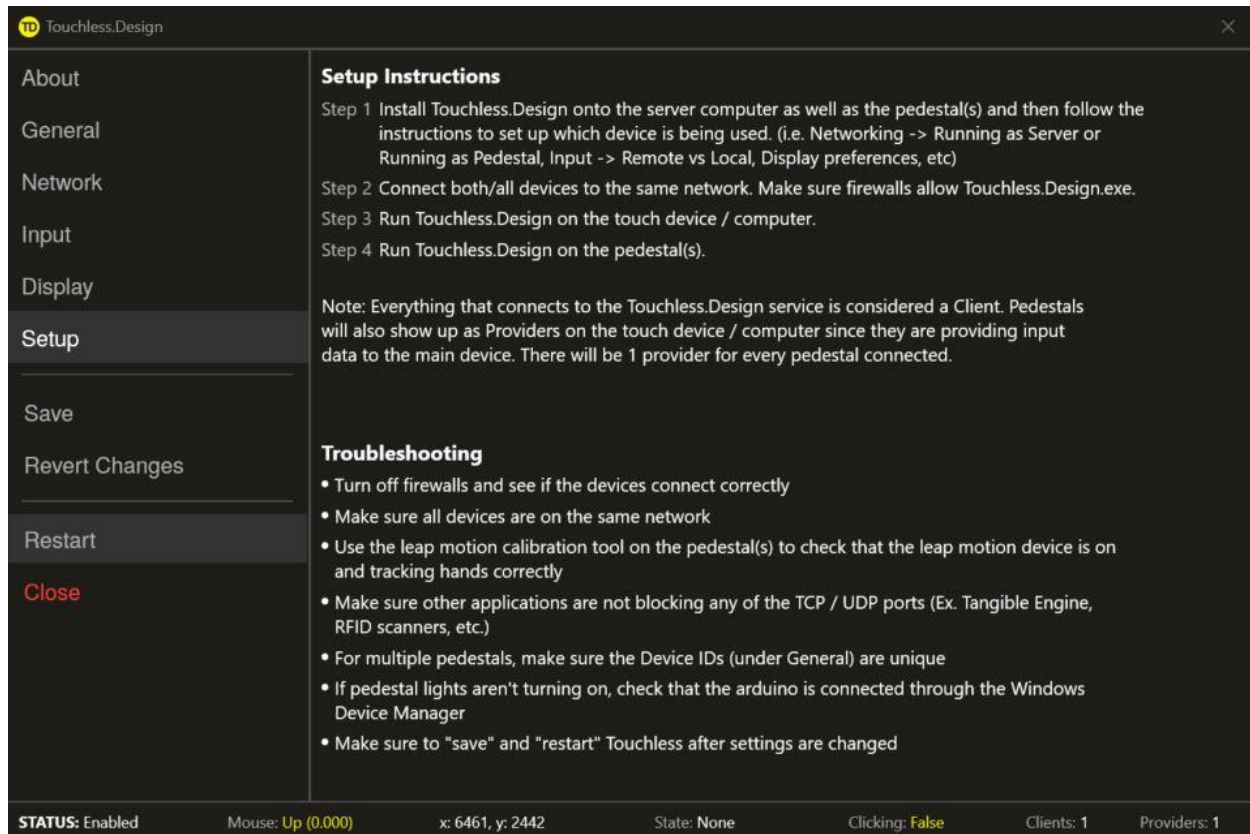 TD Touchless.Design
About
General
Network
Input
Display
Setup
Save
Revert Changes
Restart
Close
Setup Instructions
Step 1 Install Touchless.Design onto the server computer as well as the pedestal(s) and then follow the
instructions to set up which device is being used. (i.e. Networking -> Running as Server or
Running as Pedestal, Input -> Remote vs Local, Display preferences, etc)
Step 2 Connect both/all devices to the same network. Make sure firewalls allow Touchless.Design.exe.
Step 3 Run Touchless.Design on the touch device / computer.
Step 4 Run Touchless.Design on the pedestal(s).
Note: Everything that connects to the Touchless.Design service is considered a Client. Pedestals
will also show up as Providers on the touch device / computer since they are providing input
data to the main device. There will be 1 provider for every pedestal connected.
Troubleshooting
• Turn off firewalls and see if the devices connect correctly
• Make sure all devices are on the same network
• Use the leap motion calibration tool on the pedestal(s) to check that the leap motion device is on
and tracking hands correctly
• Make sure other applications are not blocking any of the TCP / UDP ports (Ex. Tangible Engine,
RFID scanners, etc.)
• For multiple pedestals, make sure the Device IDs (under General) are unique
• If pedestal lights aren't turning on, check that the arduino is connected through the Windows
Device Manager
• Make sure to "save" and "restart" Touchless after settings are changed
STATUS: Enabled Mouse: Up (0.000) x: 6461, y: 2442 State: None Clicking: False Clients: 1 Providers: 1